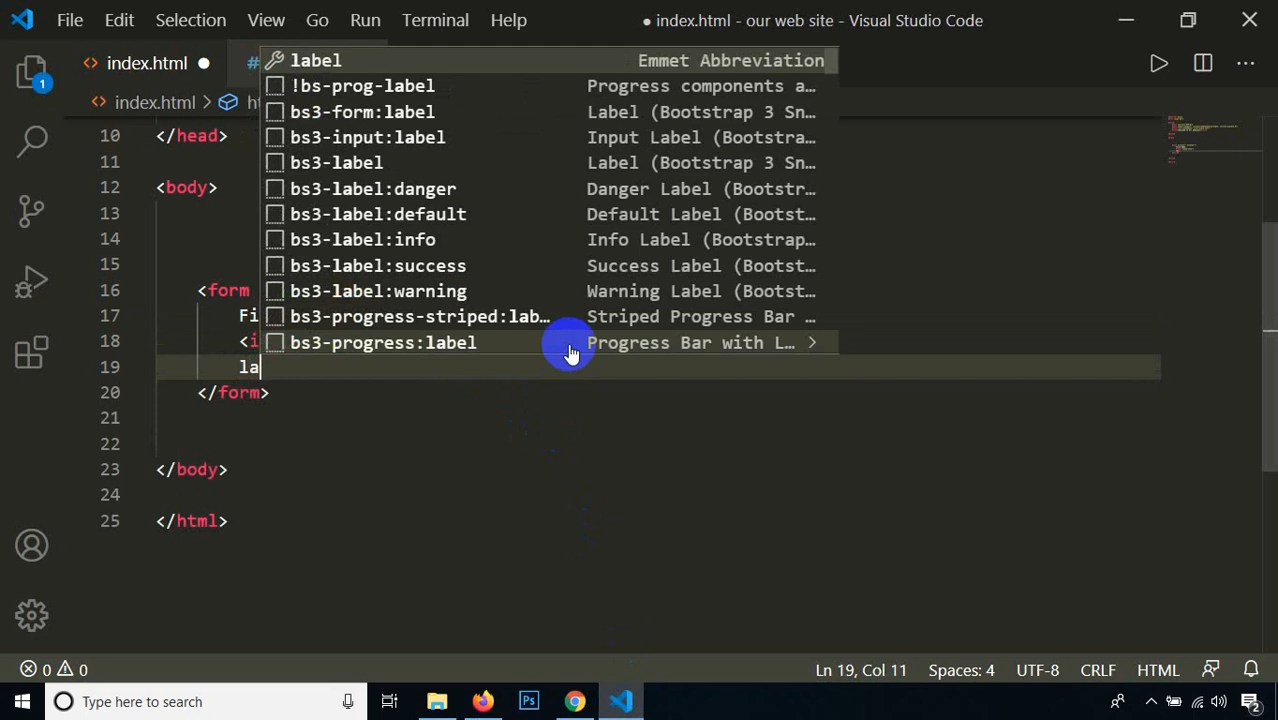 File Edit Selection View Go Run Terminal Help ● index.html - our web site - Visual Studio Code
<> index.html ● #
<> index.html >
label Emmet Abbreviation
!bs-prog-label Progress components a...
bs3-form:label Label (Bootstrap 3 Sn...
bs3-input:label Input Label (Bootstra...
bs3-label Label (Bootstrap 3 Sn...
bs3-label:danger Danger Label (Bootstr...
bs3-label:default Default Label (Bootst...
bs3-label:info Info Label (Bootstrap...
bs3-label:success Success Label (Bootst...
bs3-label:warning Warning Label (Bootst...
bs3-progress-striped:lab... Striped Progress Bar ...
bs3-progress:label Progress Bar with L... >
1
10 </head>
11
12 <body>
13
14
15
16 <form
17 Fi
18 <i
19 la
20 </form>
21
22
23 </body>
24
25 </html>
0 0 Ln 19, Col 11 Spaces: 4 UTF-8 CRLF HTML
Type here to search Ps 2